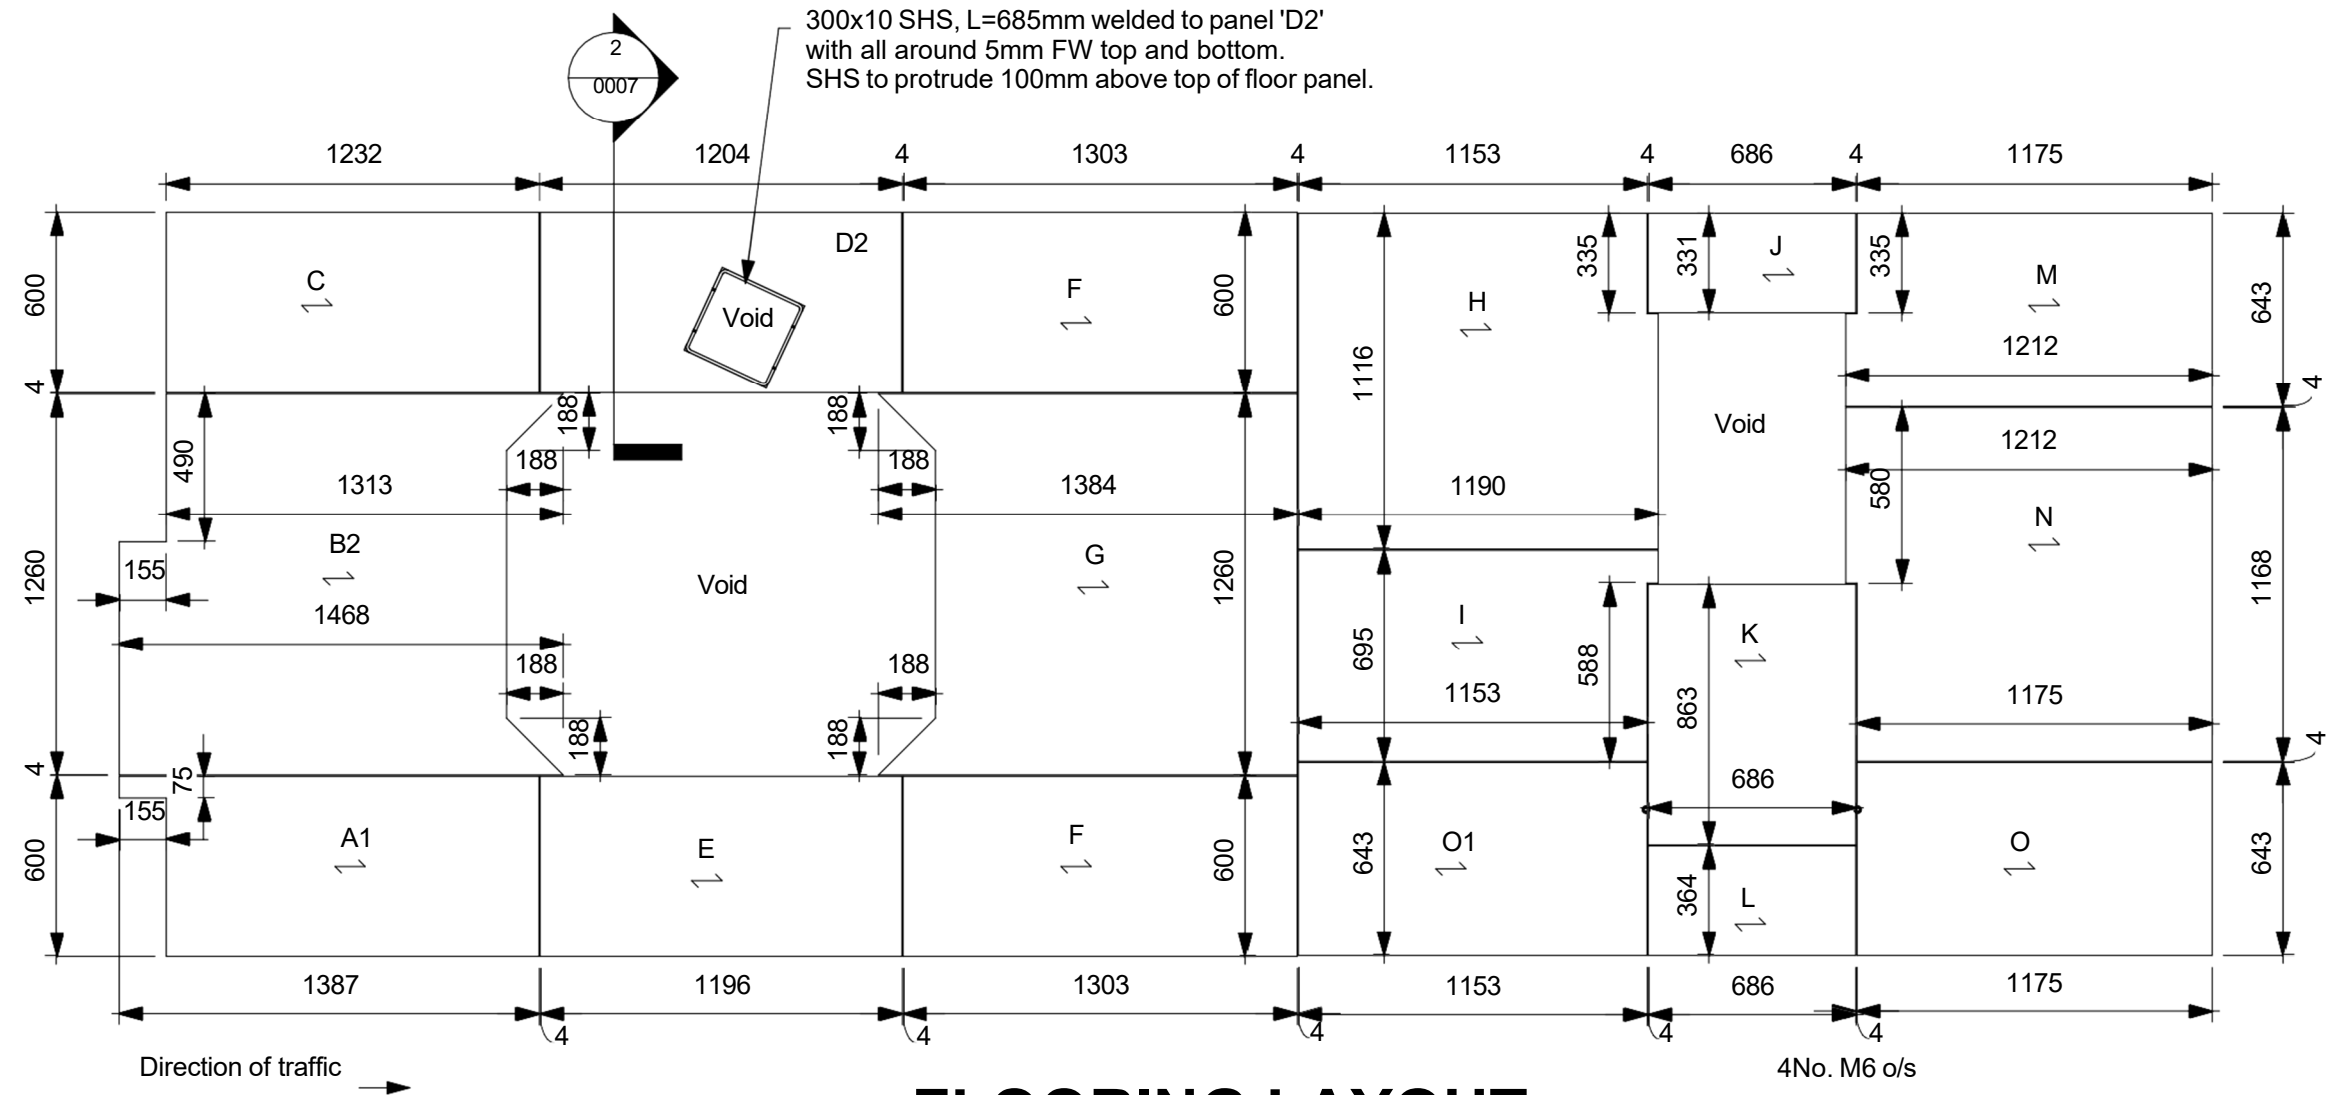 300x10 SHS, L=685mm welded to panel 'D2'
with all around 5mm FW top and bottom.
SHS to protrude 100mm above top of floor panel.
2
0007
1232
1204
4
1303
4
1153
4
686
4
1175
D2
C
F
H
J
M
Void
600
600
335
331
335
643
4
1212
4
1116
188
188
490
188
188
1313
1384
1190
Void
1212
580
N
B2
G
1260
155
Void
1260
1168
1468
I
K
695
588
188
188
1153
863
1175
188
188
4
75
4
686
155
A1
E
F
O1
O
600
600
643
643
364
L
1387
1196
1303
1153
686
1175
4
4
4
4
4
Direction of traffic
4No. M6 o/s
FLOORING LAYOUT